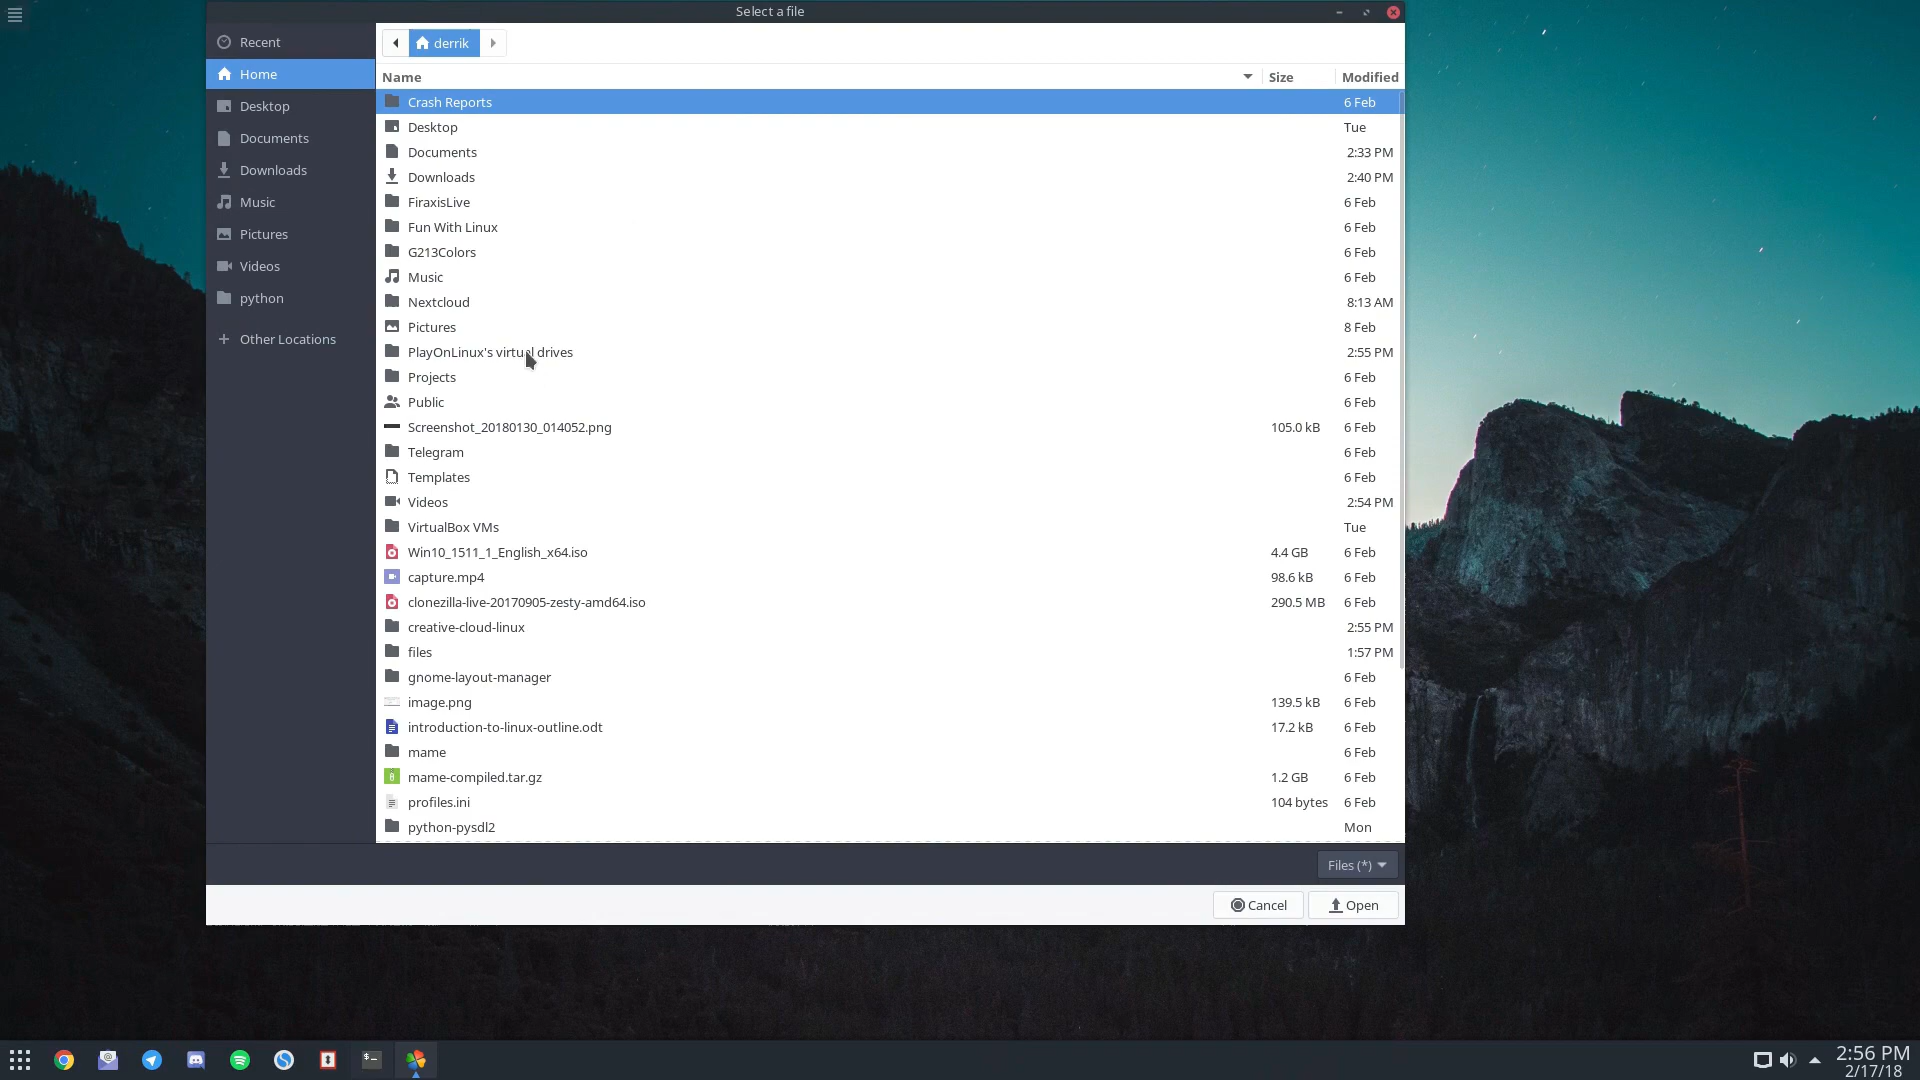 Select a file
Recent
Home
Desktop
Documents
Downloads
Music
Pictures
Videos
python
Other Locations
derrik
Name Size Modified
Crash Reports 6 Feb
Desktop Tue
Documents 2:33 PM
Downloads 2:40 PM
FiraxisLive 6 Feb
Fun With Linux 6 Feb
G213Colors 6 Feb
Music 6 Feb
Nextcloud 8:13 AM
Pictures 8 Feb
PlayOnLinux's virtual drives 2:55 PM
Projects 6 Feb
Public 6 Feb
Screenshot_20180130_014052.png 105.0 kB 6 Feb
Telegram 6 Feb
Templates 6 Feb
Videos 2:54 PM
VirtualBox VMs Tue
Win10_1511_1_English_x64.iso 4.4 GB 6 Feb
capture.mp4 98.6 kB 6 Feb
clonezilla-live-20170905-zesty-amd64.iso 290.5 MB 6 Feb
creative-cloud-linux 2:55 PM
files 1:57 PM
gnome-layout-manager 6 Feb
image.png 139.5 kB 6 Feb
introduction-to-linux-outline.odt 17.2 kB 6 Feb
mame 6 Feb
mame-compiled.tar.gz 1.2 GB 6 Feb
profiles.ini 104 bytes 6 Feb
python-pysdl2 Mon
Files (*)
Cancel Open
2:56 PM
2/17/18